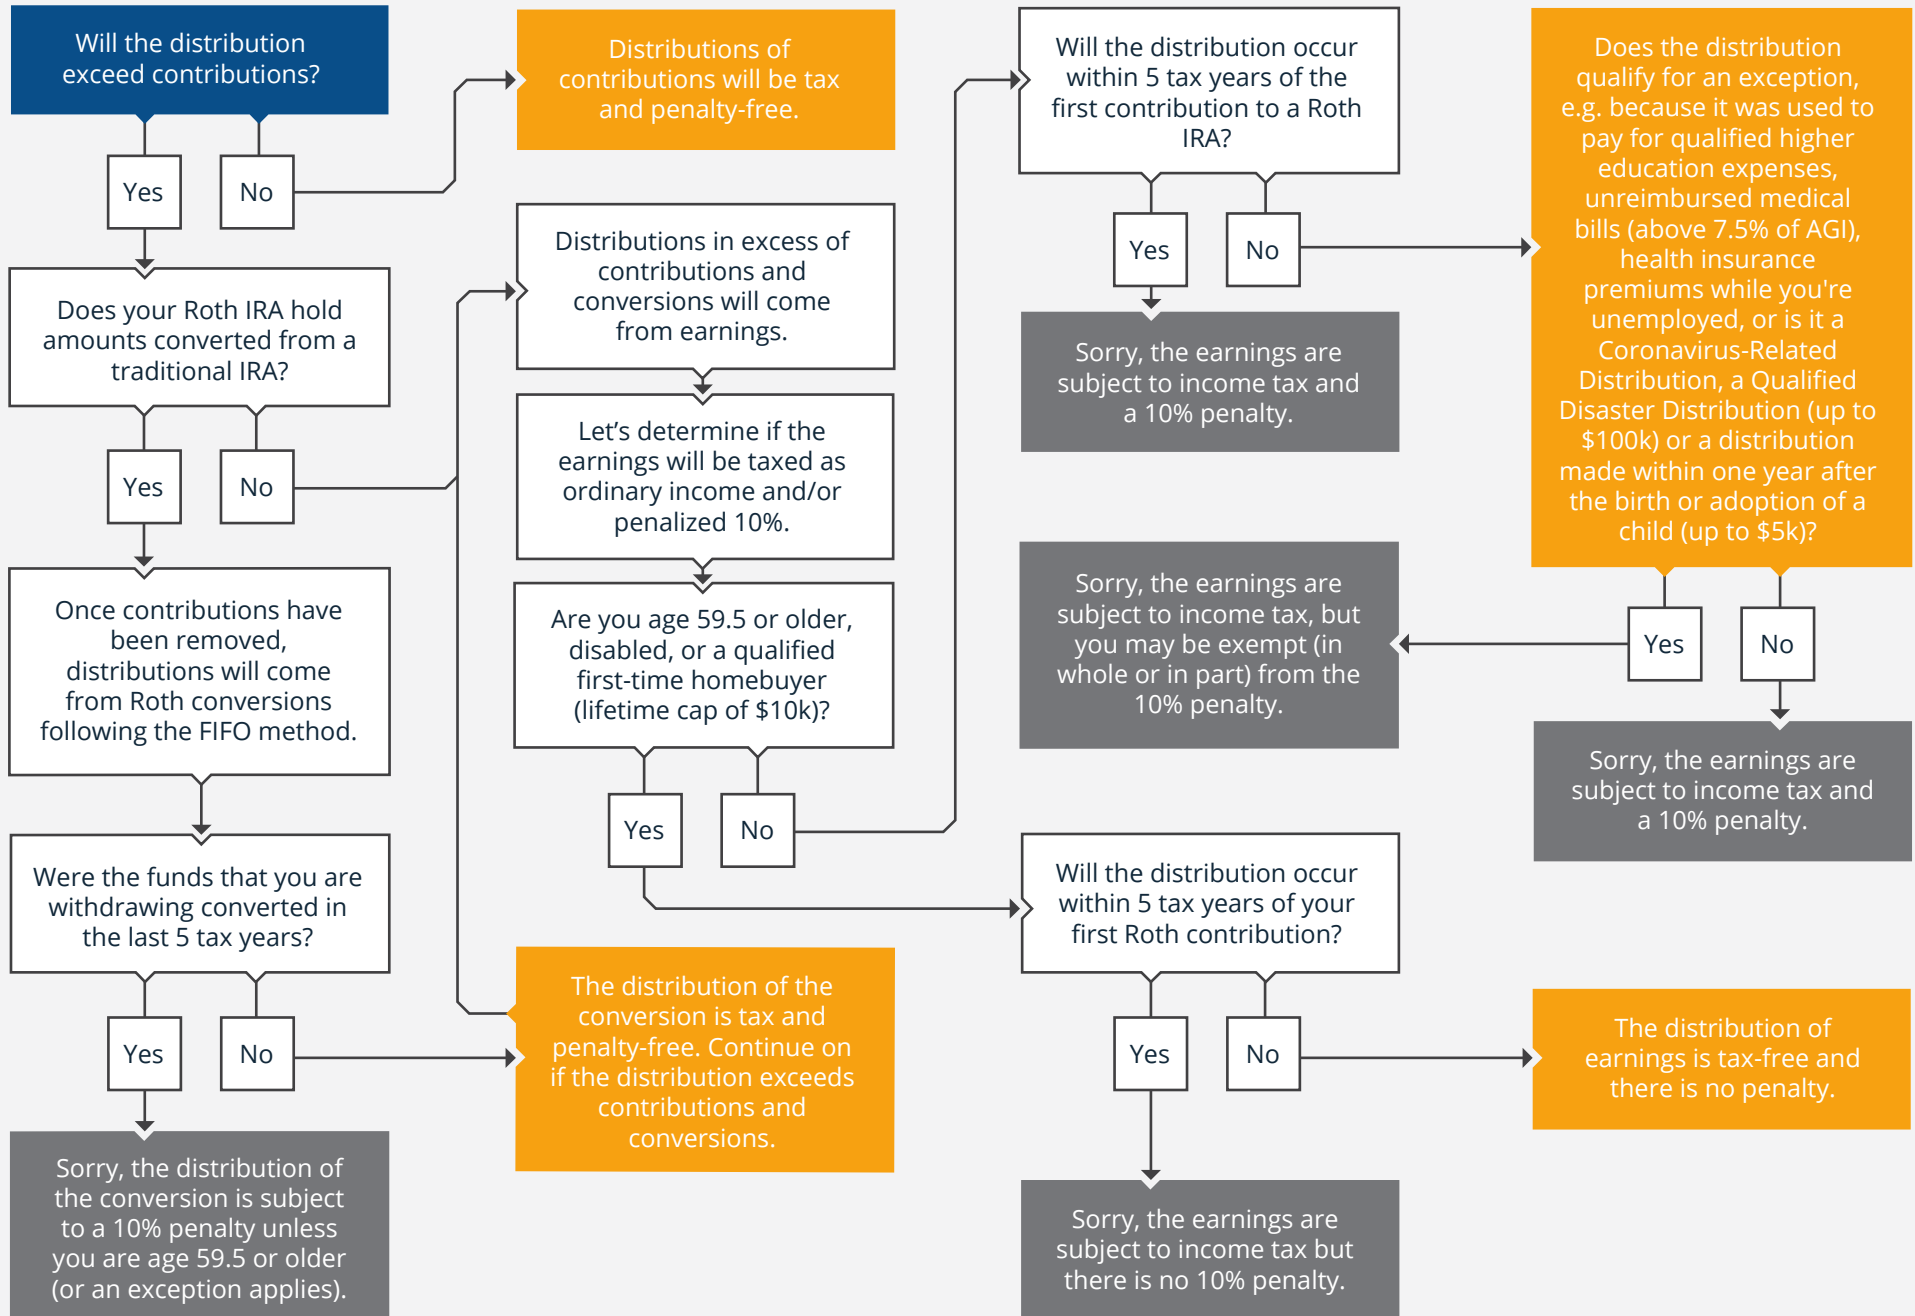 Will the distribution
exceed contributions?
Yes
No
Does your Roth IRA hold
amounts converted from a
traditional IRA?
Yes
No
Once contributions have
been removed,
distributions will come
from Roth conversions
following the FIFO method.
Were the funds that you are
withdrawing converted in
the last 5 tax years?
Yes
No
Sorry, the distribution of
the conversion is subject
to a 10% penalty unless
you are age 59.5 or older
(or an exception applies).
Distributions of
contributions will be tax
and penalty-free.
Distributions in excess of
contributions and
conversions will come
from earnings.
Let’s determine if the
earnings will be taxed as
ordinary income and/or
penalized 10%.
Are you age 59.5 or older,
disabled, or a qualified
first-time homebuyer
(lifetime cap of $10k)?
Yes
No
The distribution of the
conversion is tax and
penalty-free. Continue on
if the distribution exceeds
contributions and
conversions.
Will the distribution occur
within 5 tax years of the
first contribution to a Roth
IRA?
Yes
No
Sorry, the earnings are
subject to income tax and
a 10% penalty.
Sorry, the earnings are
subject to income tax, but
you may be exempt (in
whole or in part) from the
10% penalty.
Will the distribution occur
within 5 tax years of your
first Roth contribution?
Yes
No
Sorry, the earnings are
subject to income tax but
there is no 10% penalty.
Does the distribution
qualify for an exception,
e.g. because it was used to
pay for qualified higher
education expenses,
unreimbursed medical
bills (above 7.5% of AGI),
health insurance
premiums while you're
unemployed, or is it a
Coronavirus-Related
Distribution, a Qualified
Disaster Distribution (up to
$100k) or a distribution
made within one year after
the birth or adoption of a
child (up to $5k)?
Yes
No
Sorry, the earnings are
subject to income tax and
a 10% penalty.
The distribution of
earnings is tax-free and
there is no penalty.